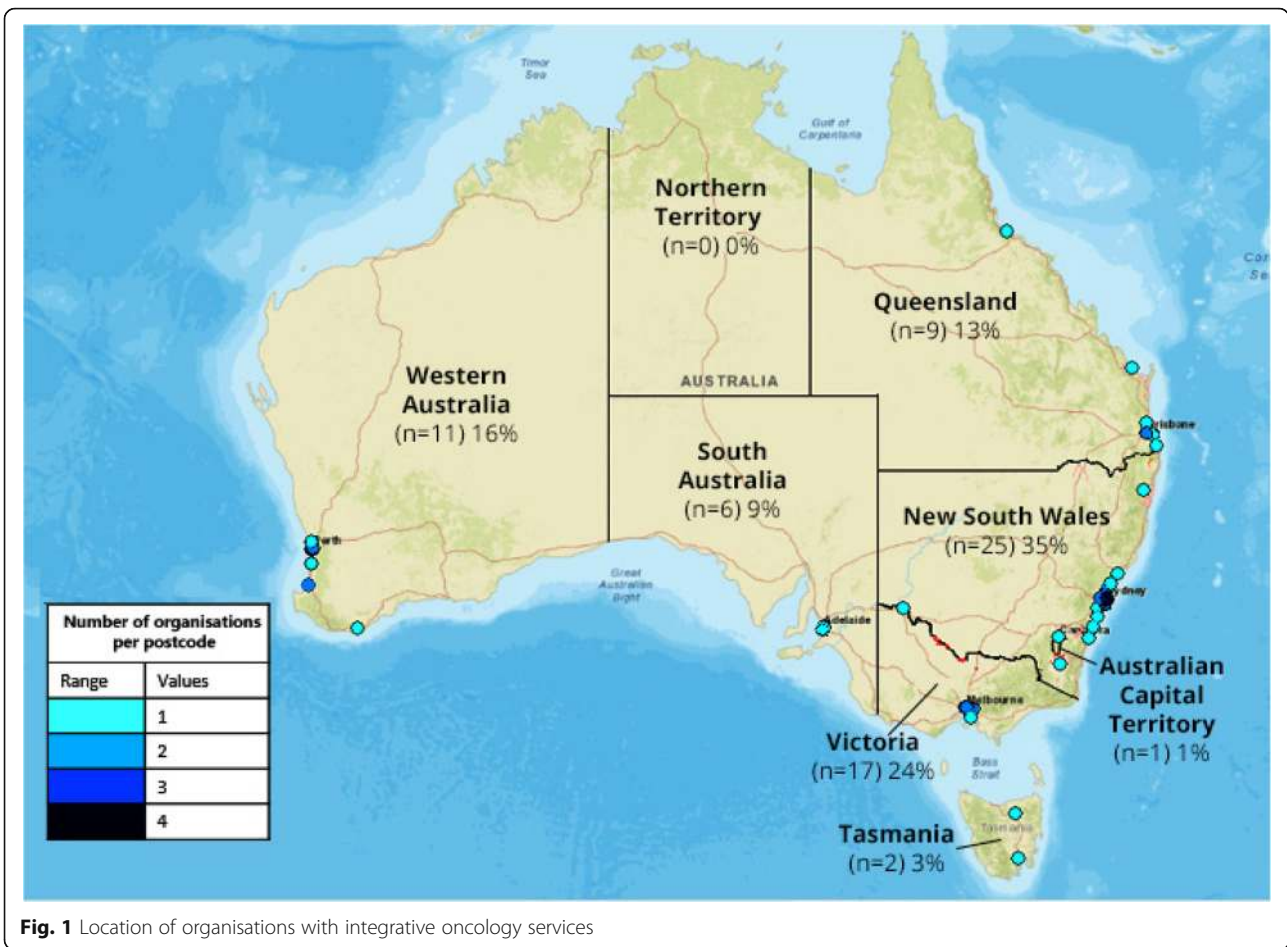 Timor
Sea
Gulf of
Carpentaria
Northern
Territory
(n=0) 0%
Queensland
(n=9) 13%
Western
Australia
(n=11) 16%
AUSTRALIA
South
Australia
(n=6) 9%
New South Wales
(n=25) 35%
Great
Australian
Bight
Adelaide
Melbourne
Australian
Capital
Territory
(n=1) 1%
Victoria
(n=17) 24%
Bass
Strait
Tasmania
(n=2) 3%
Tasmania
Number of organisations
per postcode
Range Values
1
2
3
4
Fig. 1 Location of organisations with integrative oncology services